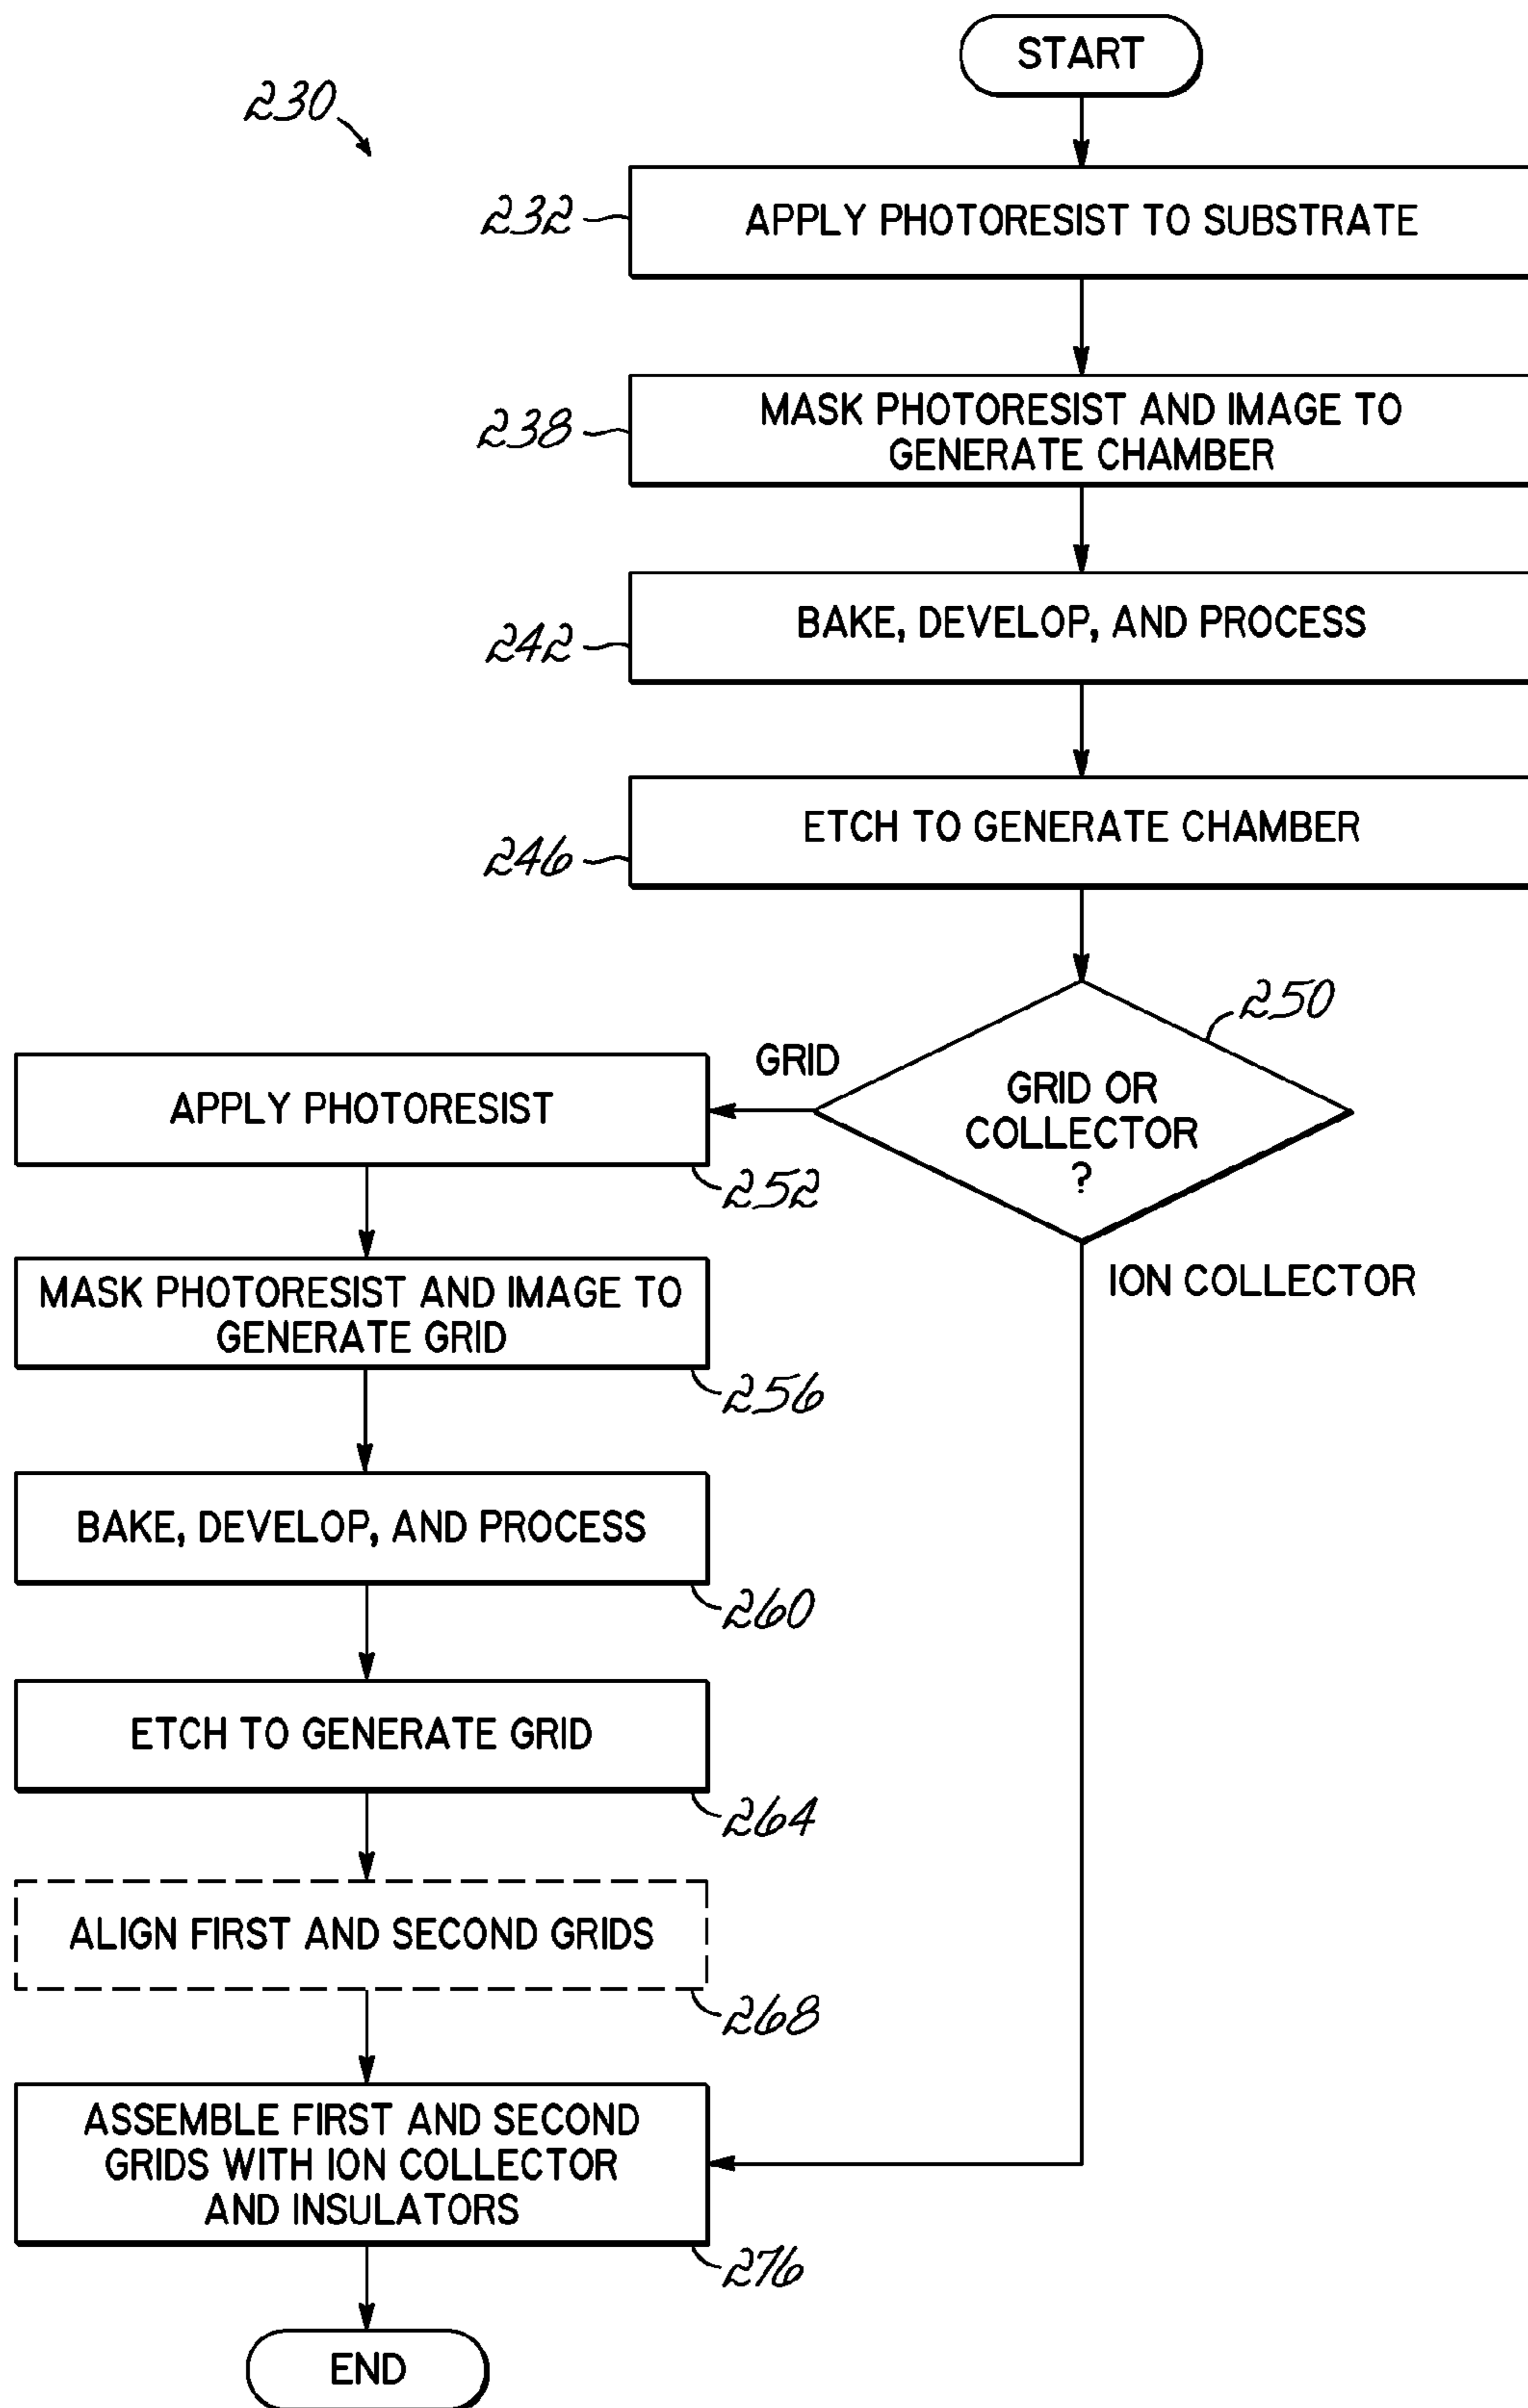 START
230
232
APPLY PHOTORESIST TO SUBSTRATE
238
MASK PHOTORESIST AND IMAGE TO
GENERATE CHAMBER
242
BAKE, DEVELOP, AND PROCESS
246
ETCH TO GENERATE CHAMBER
250
GRID OR
COLLECTOR
?
GRID
ION COLLECTOR
APPLY PHOTORESIST
252
MASK PHOTORESIST AND IMAGE TO
GENERATE GRID
256
BAKE, DEVELOP, AND PROCESS
260
ETCH TO GENERATE GRID
264
ALIGN FIRST AND SECOND GRIDS
268
ASSEMBLE FIRST AND SECOND
GRIDS WITH ION COLLECTOR
AND INSULATORS
276
END